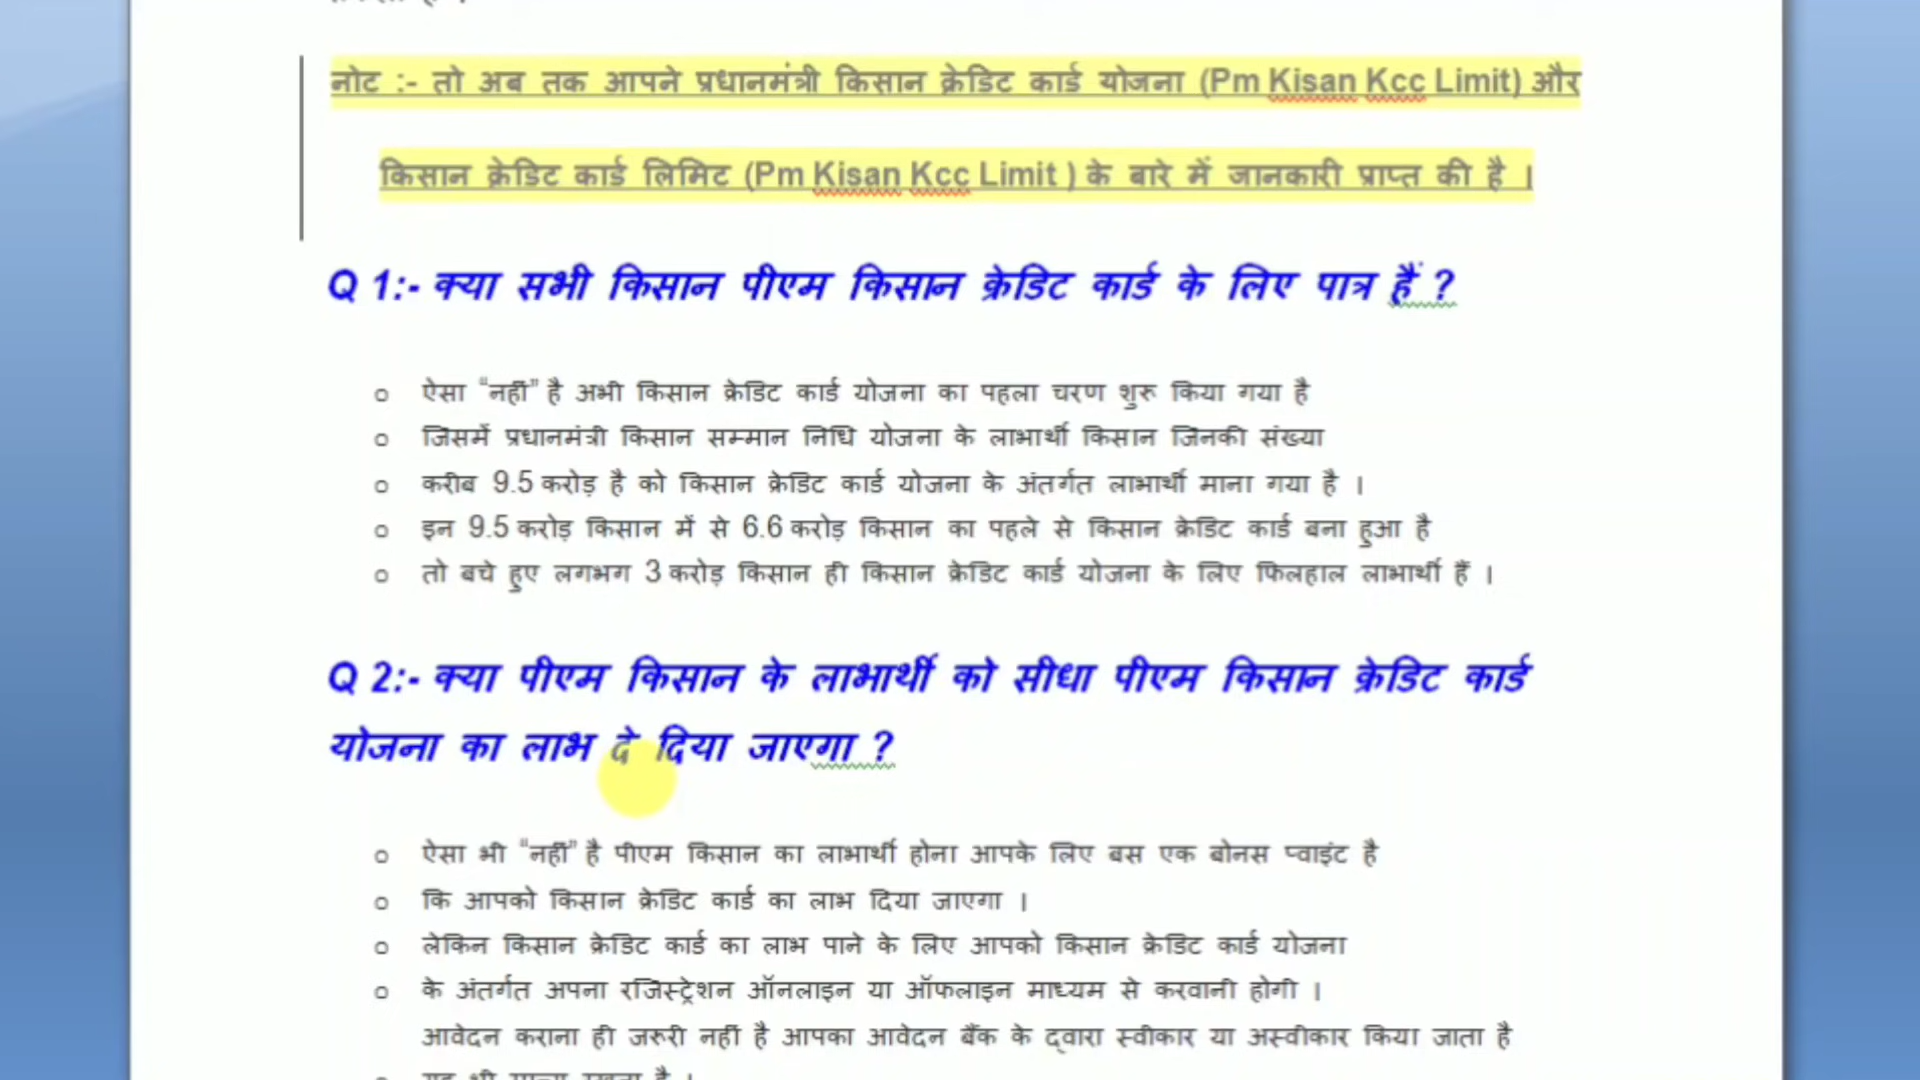 नोट :- तो अब तक आपने प्रधानमंत्री किसान क्रेडिट कार्ड योजना (Pm Kisan Kcc Limit) और
किसान क्रेडिट कार्ड लिमिट (Pm Kisan Kcc Limit ) के बारे में जानकारी प्राप्त की है ।
Q 1:- क्या सभी किसान पीएम किसान क्रेडिट कार्ड के लिए पात्र हैं ?
o ऐसा “नहीं” है अभी किसान क्रेडिट कार्ड योजना का पहला चरण शुरू किया गया है
o जिसमें प्रधानमंत्री किसान सम्मान निधि योजना के लाभार्थी किसान जिनकी संख्या
o करीब 9.5 करोड़ है को किसान क्रेडिट कार्ड योजना के अंतर्गत लाभार्थी माना गया है ।
o इन 9.5 करोड़ किसान में से 6.6 करोड़ किसान का पहले से किसान क्रेडिट कार्ड बना हुआ है
o तो बचे हुए लगभग 3 करोड़ किसान ही किसान क्रेडिट कार्ड योजना के लिए फिलहाल लाभार्थी हैं ।
Q 2:- क्या पीएम किसान के लाभार्थी को सीधा पीएम किसान क्रेडिट कार्ड
योजना का लाभ दे दिया जाएगा ?
o ऐसा भी “नहीं” है पीएम किसान का लाभार्थी होना आपके लिए बस एक बोनस प्वाइंट है
o कि आपको किसान क्रेडिट कार्ड का लाभ दिया जाएगा ।
o लेकिन किसान क्रेडिट कार्ड का लाभ पाने के लिए आपको किसान क्रेडिट कार्ड योजना
o के अंतर्गत अपना रजिस्ट्रेशन ऑनलाइन या ऑफलाइन माध्यम से करवानी होगी ।
आवेदन कराना ही जरूरी नहीं है आपका आवेदन बैंक के द्वारा स्वीकार या अस्वीकार किया जाता है